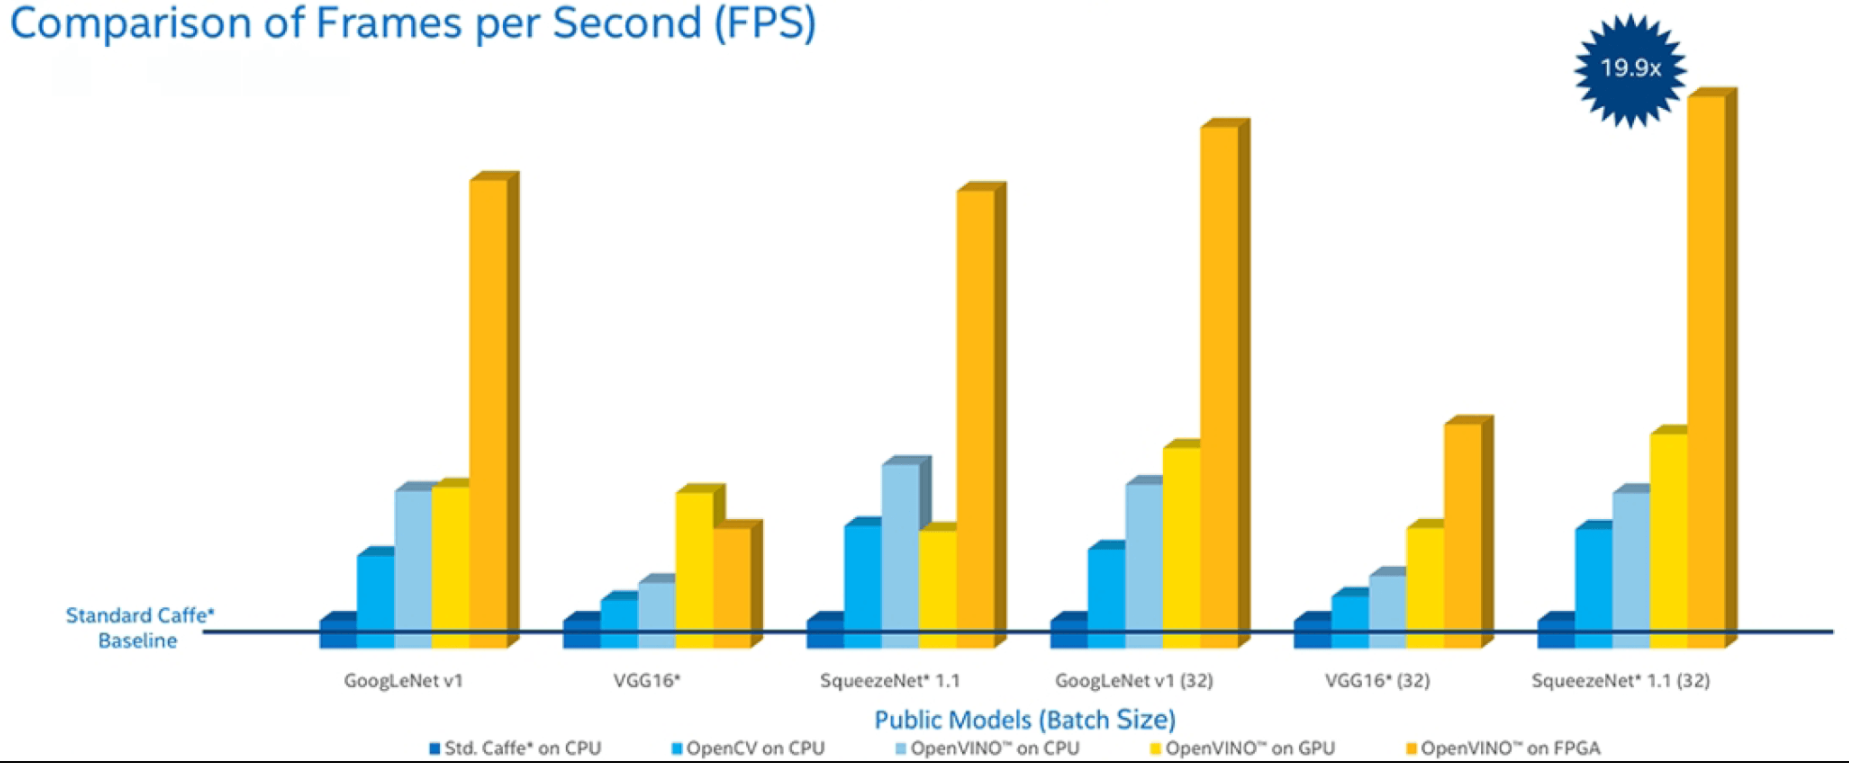 Comparison of Frames per Second (FPS)
19.9x
Standard Caffe*
Baseline
GoogLeNet v1
VGG16*
SqueezeNet* 1.1
GoogLeNet v1 (32)
VGG16* (32)
SqueezeNet* 1.1 (32)
Public Models (Batch Size)
Std. Caffe* on CPU
OpenCV on CPU
OpenVINO™ on CPU
OpenVINO™ on GPU
OpenVINO™ on FPGA